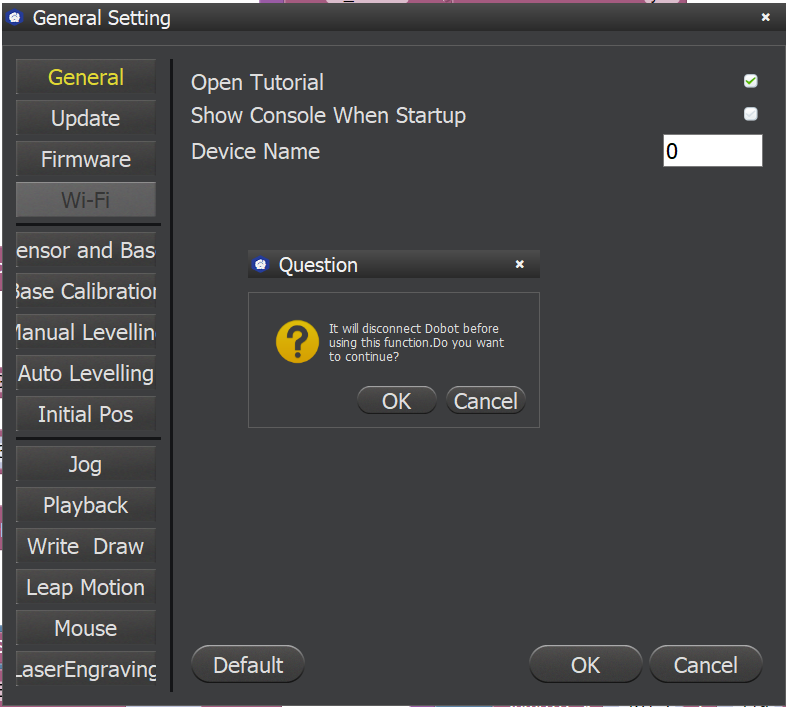 General Setting
General
Update
Firmware
Wi-Fi
ensor and Bas
Base Calibration
Manual Levellin
Auto Levelling
Initial Pos
Jog
Playback
Write Draw
Leap Motion
Mouse
LaserEngraving
Open Tutorial
Show Console When Startup
Device Name
0
Question
It will disconnect Dobot before
using this function.Do you want
to continue?
OK
Cancel
Default
OK
Cancel